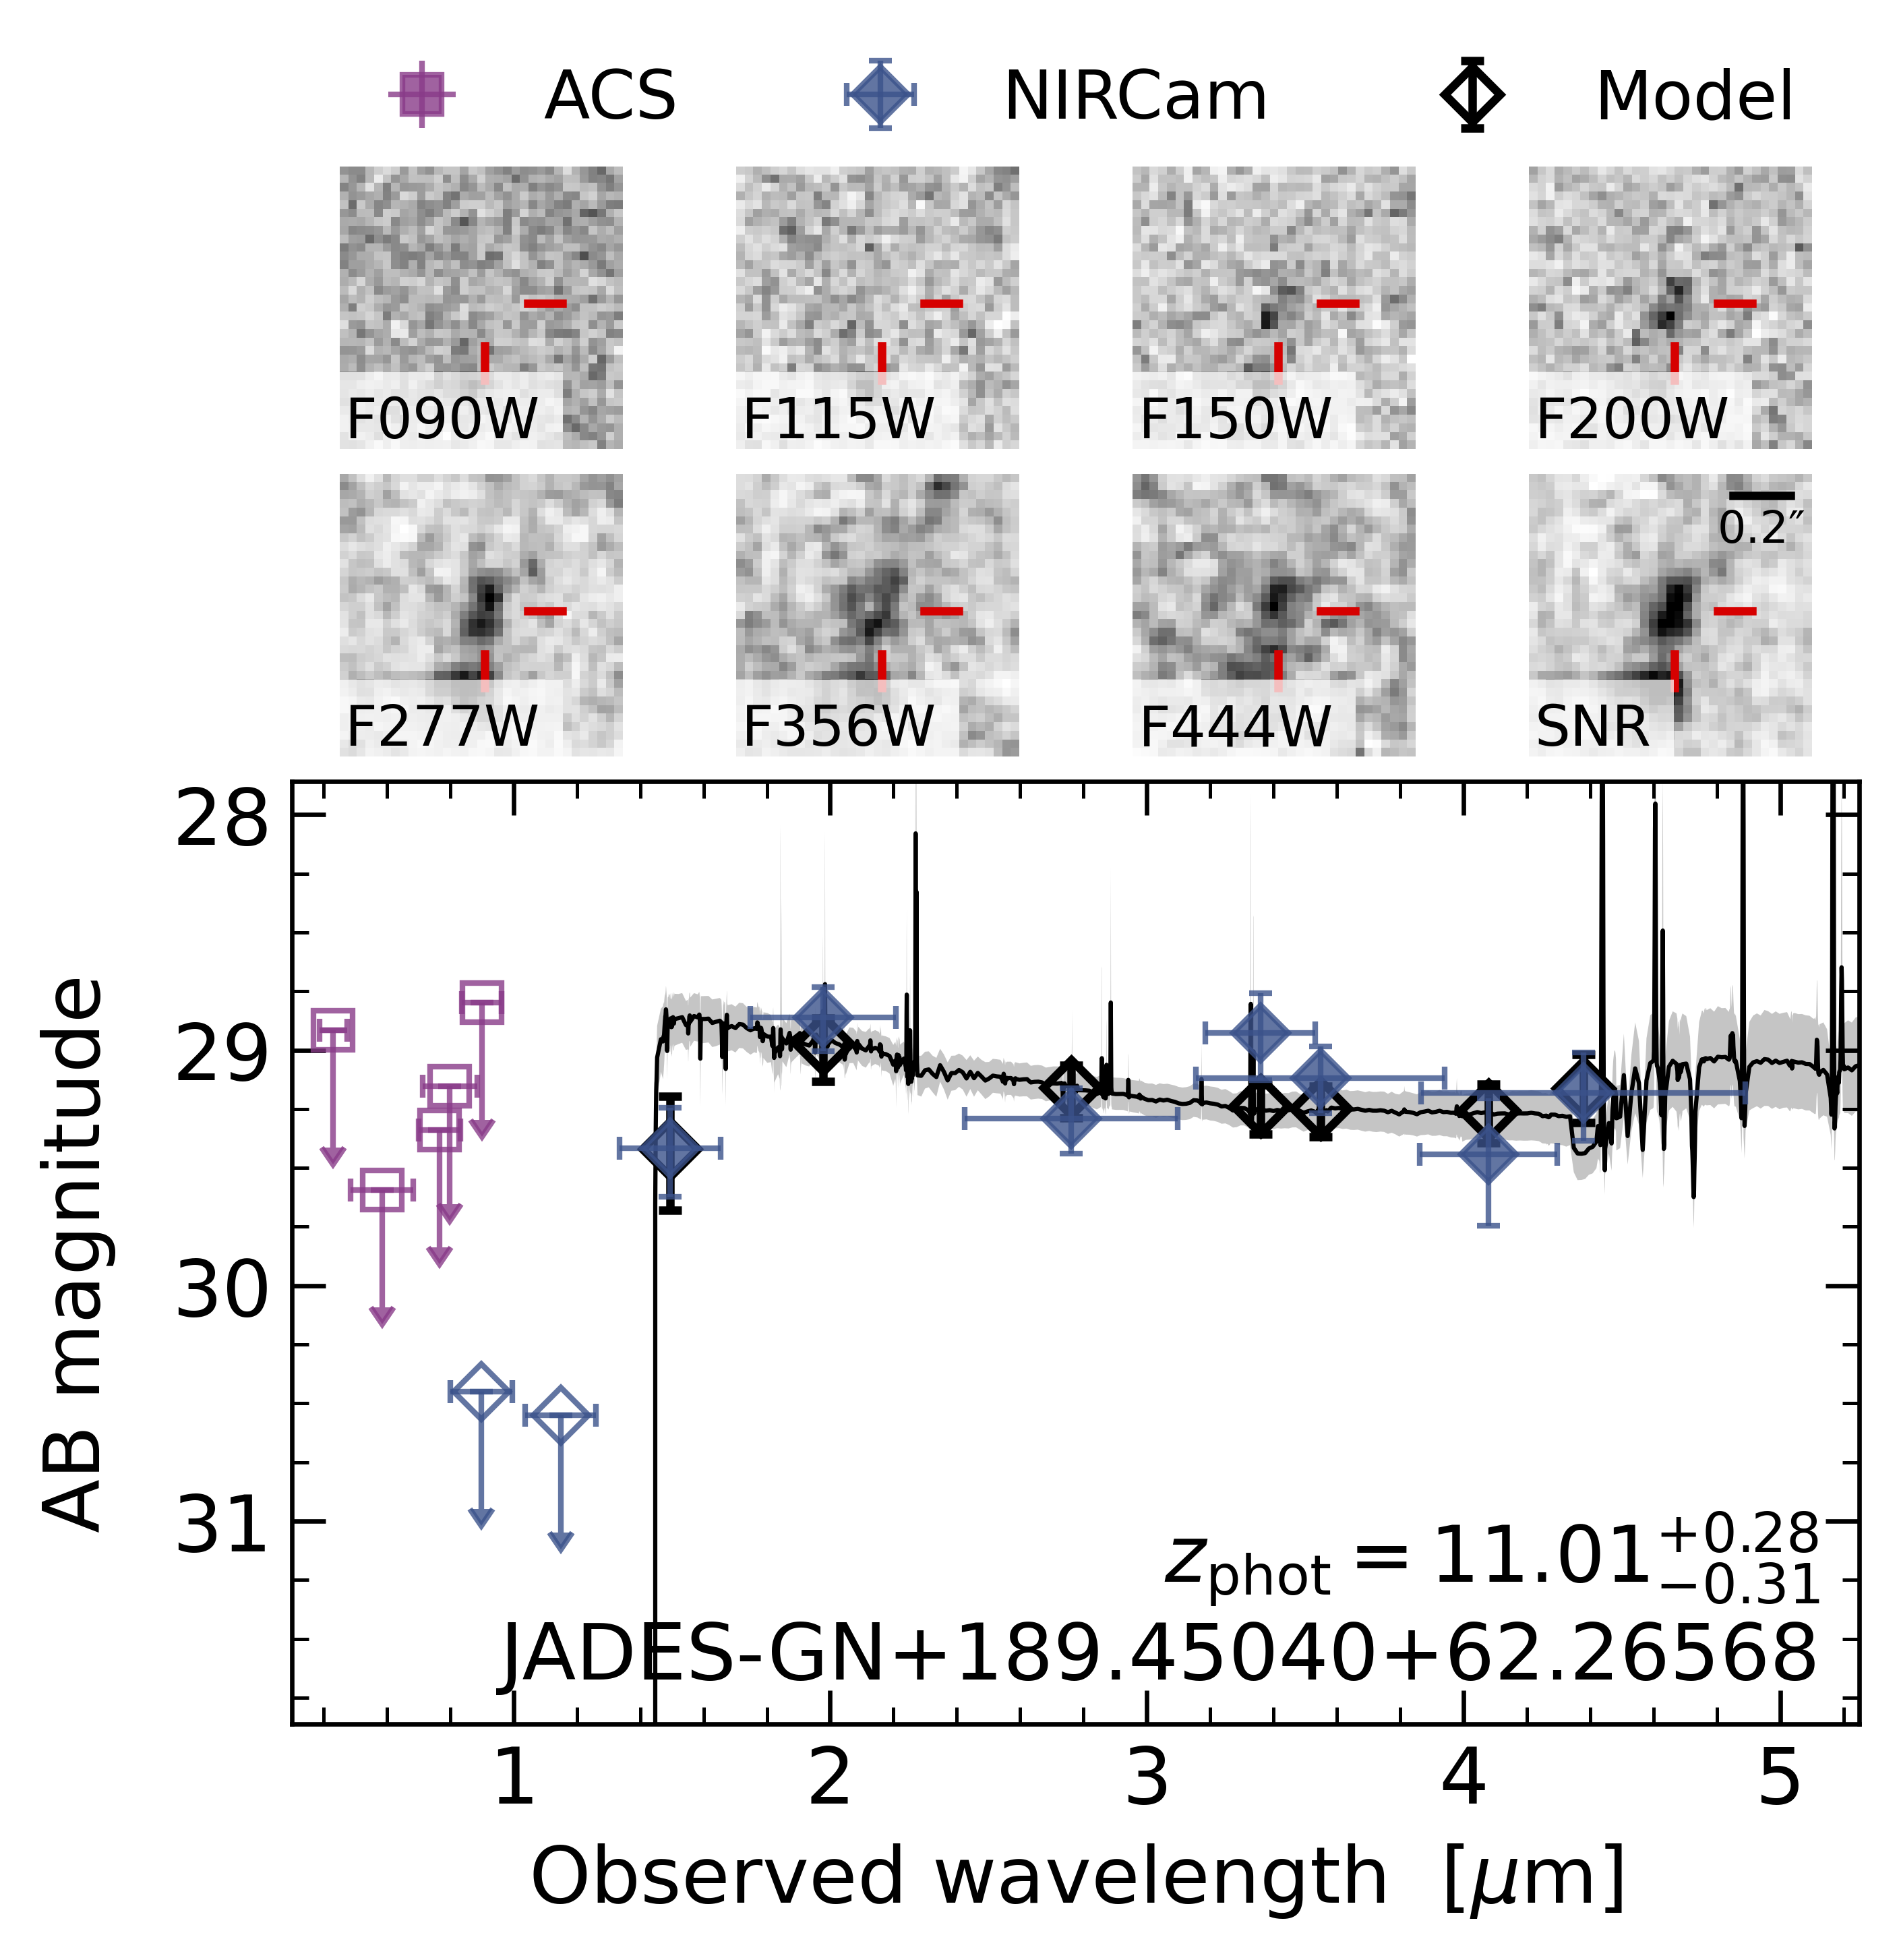 ACS NIRCam Model
F090W F115W F150W F200W
0.2″
F277W F356W F444W SNR
28
29
30
31
AB magnitude
z_phot = 11.01 +0.28 −0.31
JADES-GN+189.45040+62.26568
1 2 3 4 5
Observed wavelength [μm]